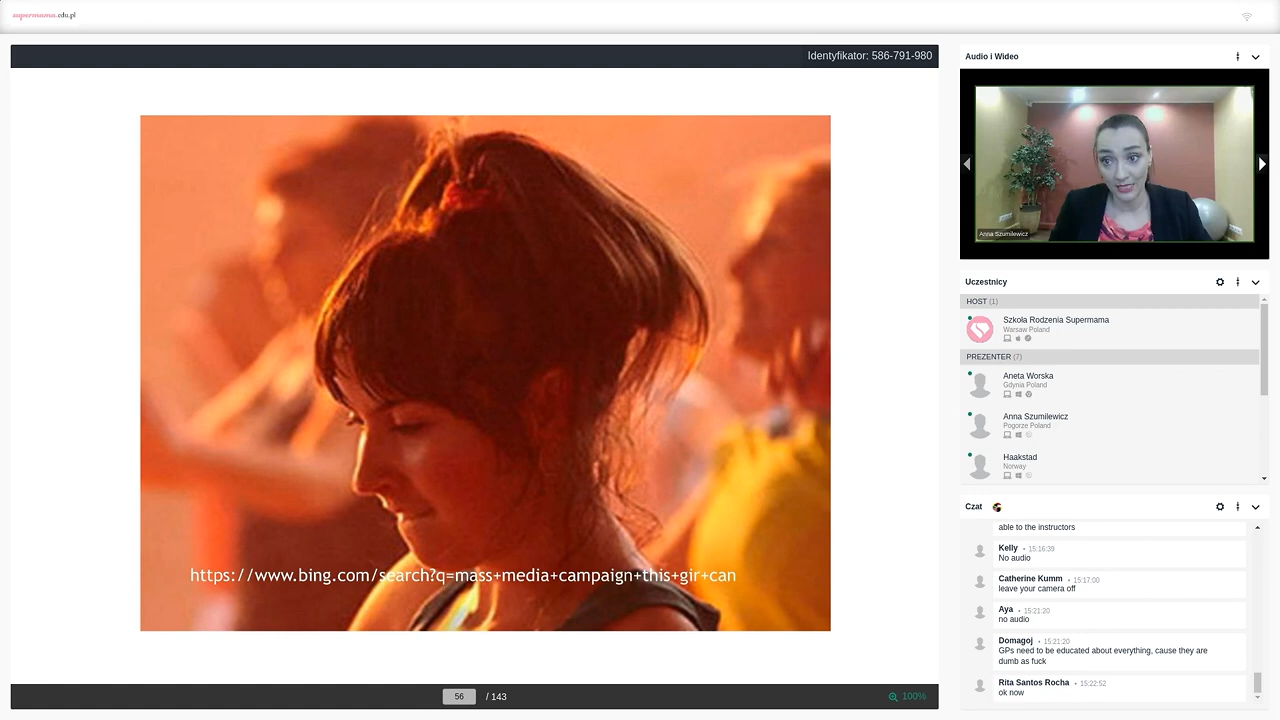 supermama.edu.pl
Identyfikator: 586-791-980
https://www.bing.com/search?q=mass+media+campaign+this+gir+can
56 / 143
100%
Audio i Wideo
Anna Szumilewicz
Uczestnicy
HOST (1)
Szkoła Rodzenia Supermama
Warsaw Poland
PREZENTER (7)
Aneta Worska
Gdynia Poland
Anna Szumilewicz
Pogorze Poland
Haakstad
Norway
Czat
able to the instructors
Kelly • 15:16:39
No audio
Catherine Kumm • 15:17:00
leave your camera off
Aya • 15:21:20
no audio
Domagoj • 15:21:20
GPs need to be educated about everything, cause they are
dumb as fuck
Rita Santos Rocha • 15:22:52
ok now